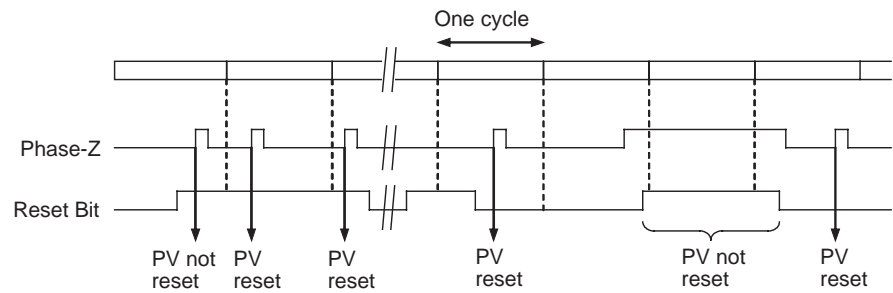 One cycle
Phase-Z
Reset Bit
PV not
reset
PV
reset
PV
reset
PV
reset
PV not
reset
PV
reset